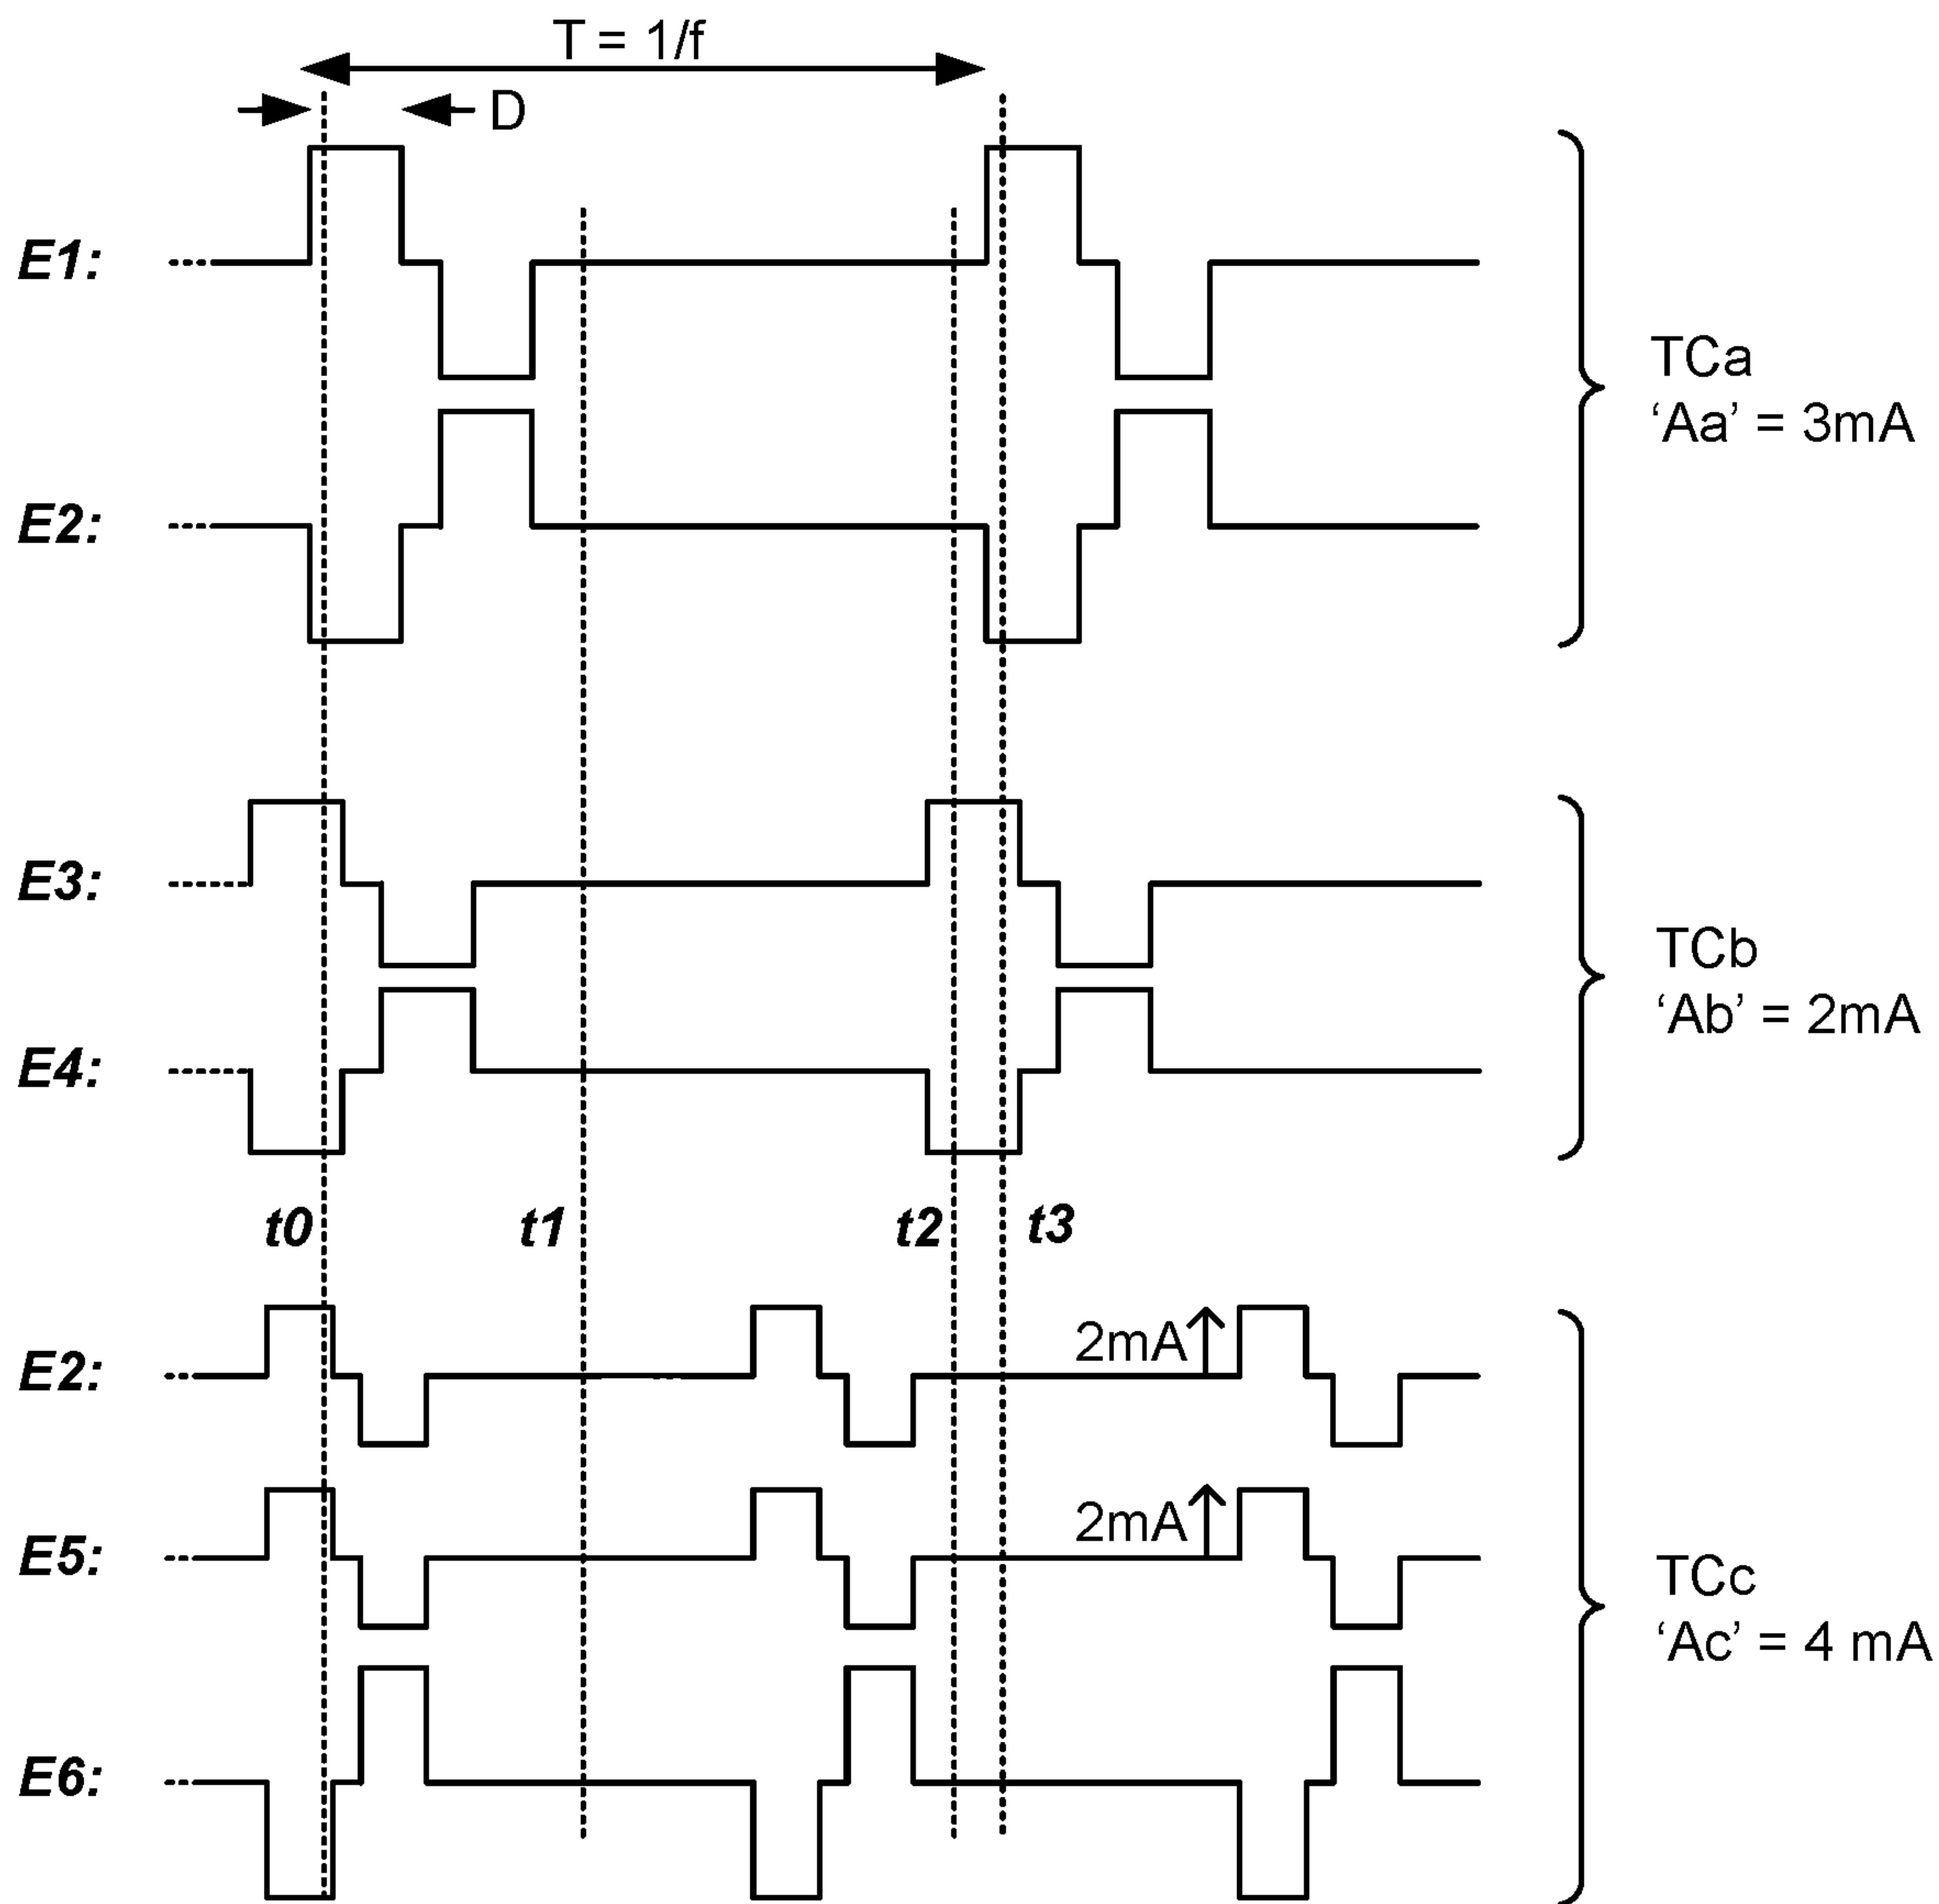 T = 1/f
D
E1:
TCa
‘Aa’ = 3mA
E2:
E3:
TCb
‘Ab’ = 2mA
E4:
t0 t1 t2 t3
E2: 2mA
E5: 2mA
TCc
‘Ac’ = 4 mA
E6: